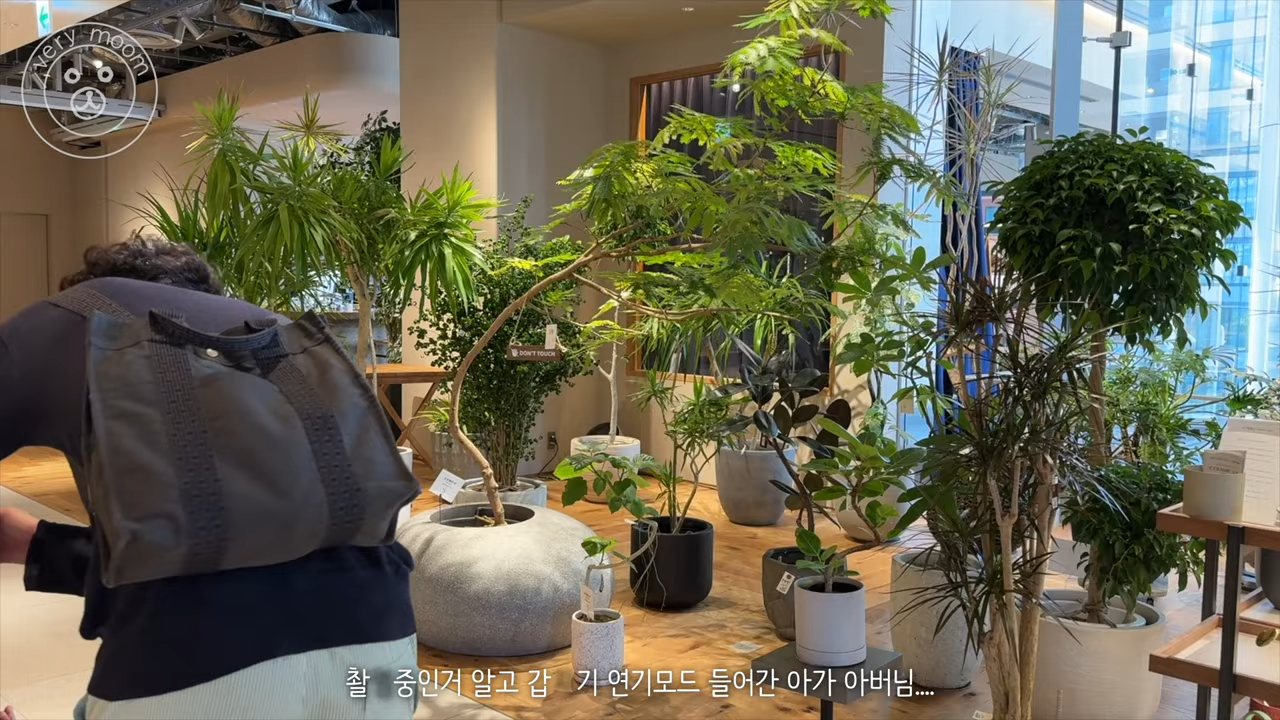 very moom
DON'T TOUCH
촬 중인거 알고 갑 기 연기모드 들어간 아가 아버님....